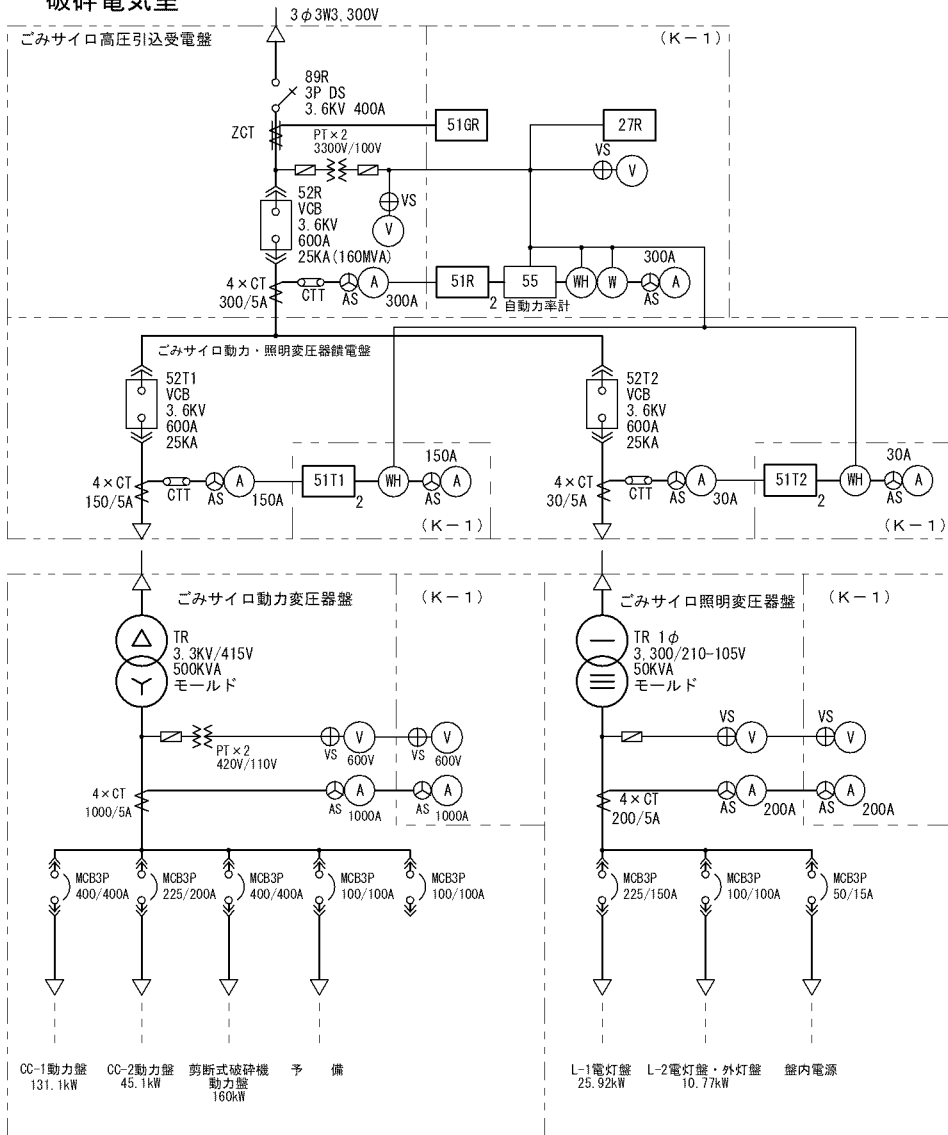 破砕電気室
3φ3W3,300V
ごみサイロ高圧引込受電盤
(K-1)
89R
3P DS
3.6KV 400A
ZCT
PT×2
3300V/100V
51GR
27R
VS
V
VS
V
52R
VCB
3.6KV
600A
25KA(160MVA)
4×CT
300/5A
CTT
AS
A
300A
51R
2
55
自動力率計
WH
W
300A
AS
A
ごみサイロ動力・照明変圧器饋電盤
52T1
VCB
3.6KV
600A
25KA
4×CT
150/5A
CTT
AS
A
150A
51T1
2
WH
150A
AS
A
(K-1)
52T2
VCB
3.6KV
600A
25KA
4×CT
30/5A
CTT
AS
A
30A
51T2
2
WH
30A
AS
A
(K-1)
ごみサイロ動力変圧器盤
(K-1)
TR
3.3KV/415V
500KVA
モールド
PT×2
420V/110V
VS
V
600V
VS
V
600V
4×CT
1000/5A
AS
A
1000A
AS
A
1000A
MCB3P
400/400A
MCB3P
225/200A
MCB3P
400/400A
MCB3P
100/100A
MCB3P
100/100A
CC-1動力盤
131.1kW
CC-2動力盤
45.1kW
剪断式破砕機
動力盤
160kW
予 備
ごみサイロ照明変圧器盤
(K-1)
TR 1φ
3,300/210-105V
50KVA
モールド
VS
V
VS
V
4×CT
200/5A
AS
A
200A
AS
A
200A
MCB3P
225/150A
MCB3P
100/100A
MCB3P
50/15A
L-1電灯盤
25.92kW
L-2電灯盤・外灯盤
10.77kW
盤内電源